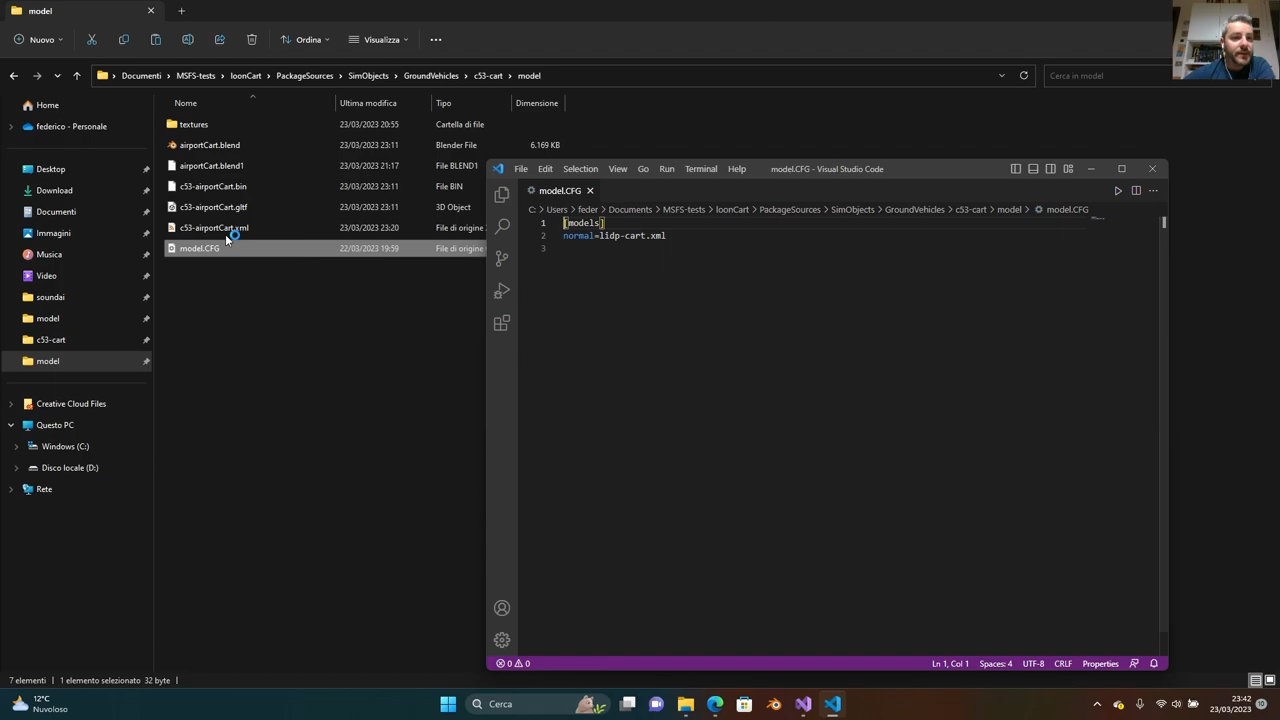 model
Nuovo
Ordina
Visualizza
Documenti > MSFS-tests > loonCart > PackageSources > SimObjects > GroundVehicles > c53-cart > model
Cerca in model
Home
federico - Personale
Desktop
Download
Documenti
Immagini
Musica
Video
soundai
model
c53-cart
model
Creative Cloud Files
Questo PC
Windows (C:)
Disco locale (D:)
Rete
Nome Ultima modifica Tipo Dimensione
textures 23/03/2023 20:55 Cartella di file
airportCart.blend 23/03/2023 23:11 Blender File 6.169 KB
airportCart.blend1 23/03/2023 21:17 File BLEND1
c53-airportCart.bin 23/03/2023 23:11 File BIN
c53-airportCart.gltf 23/03/2023 23:11 3D Object
c53-airportCart.xml 23/03/2023 23:20 File di origine
model.CFG 22/03/2023 19:59 File di origine
File Edit Selection View Go Run Terminal Help
model.CFG - Visual Studio Code
model.CFG
C: > Users > feder > Documents > MSFS-tests > loonCart > PackageSources > SimObjects > GroundVehicles > c53-cart > model > model.CFG
1 [models]
2 normal=lidp-cart.xml
3
0 0
Ln 1, Col 1 Spaces: 4 UTF-8 CRLF Properties
7 elementi 1 elemento selezionato 32 byte
12°C
Nuvoloso
Cerca
23:42
23/03/2023